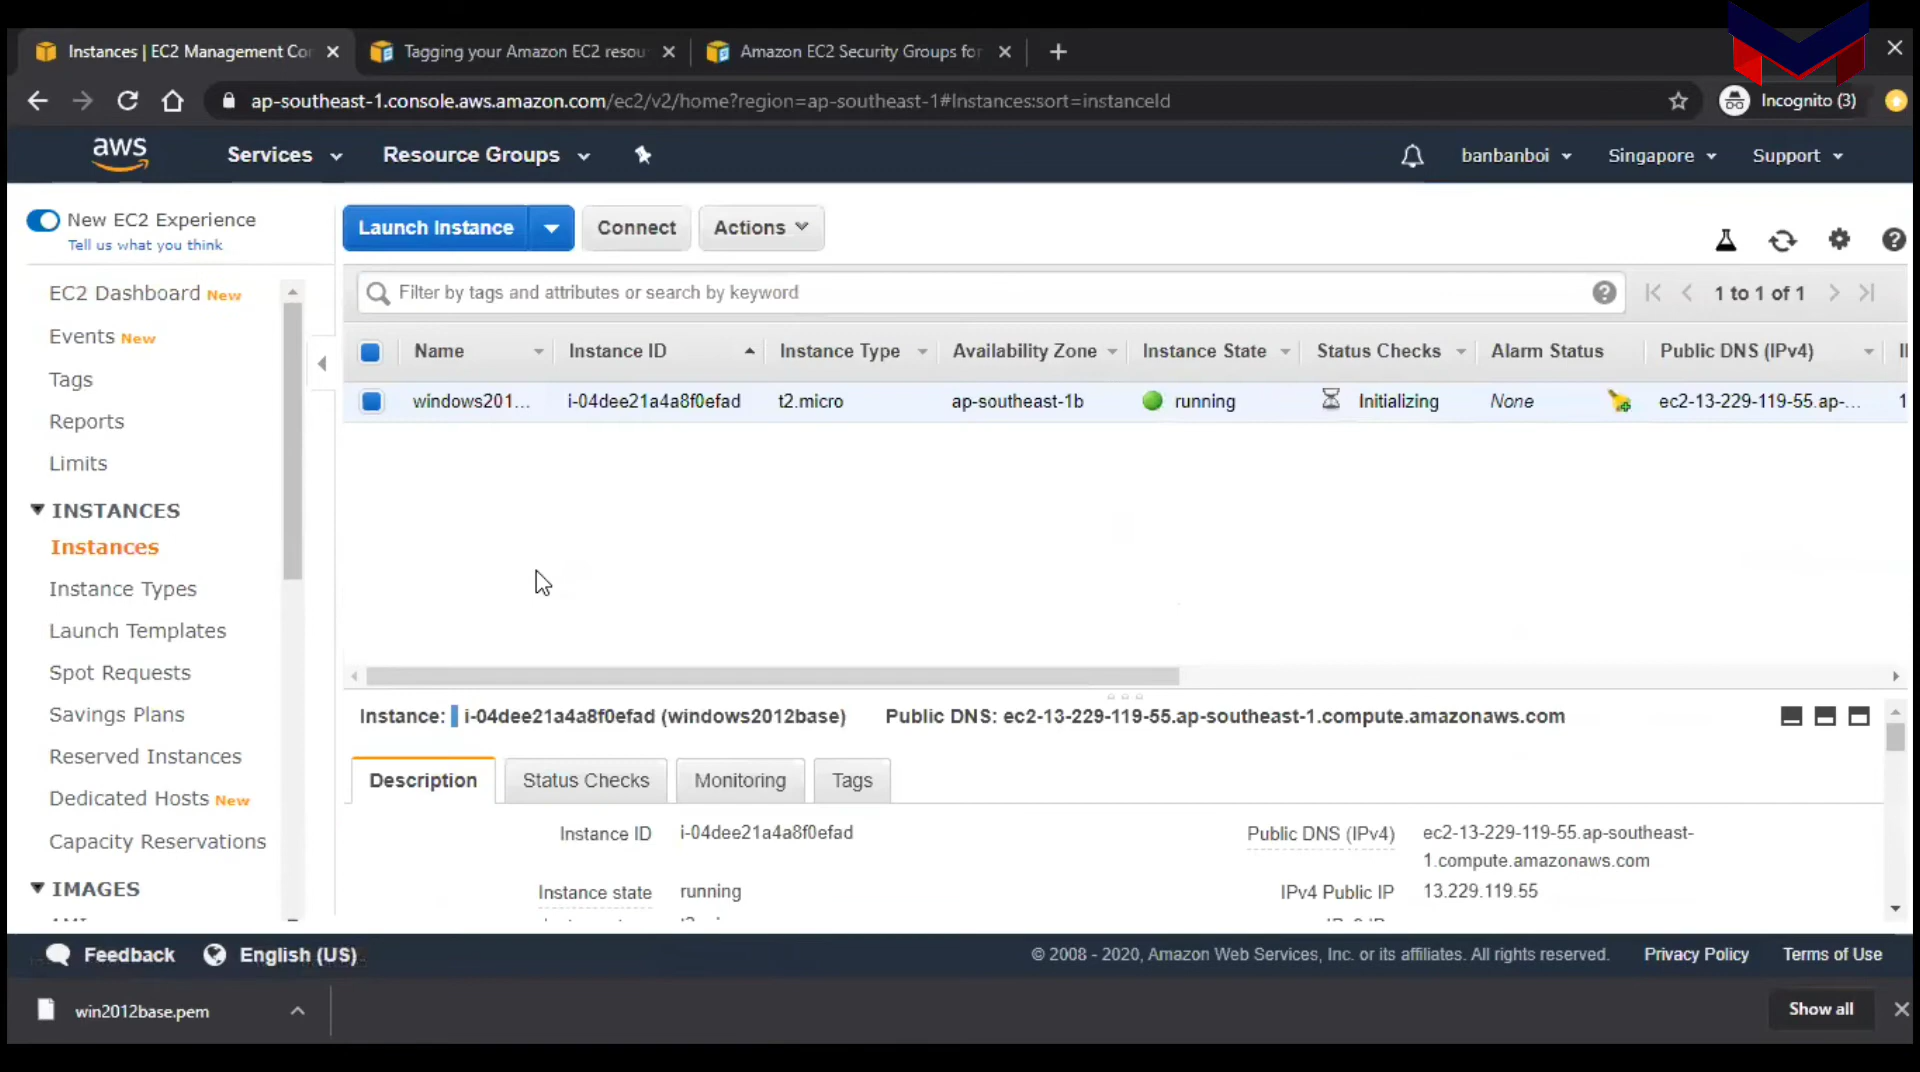 Instances | EC2 Management Con
Tagging your Amazon EC2 resou
Amazon EC2 Security Groups for
ap-southeast-1.console.aws.amazon.com/ec2/v2/home?region=ap-southeast-1#Instances:sort=instanceId
Incognito (3)
aws
Services
Resource Groups
banbanboi
Singapore
Support
New EC2 Experience
Tell us what you think
EC2 Dashboard New
Events New
Tags
Reports
Limits
INSTANCES
Instances
Instance Types
Launch Templates
Spot Requests
Savings Plans
Reserved Instances
Dedicated Hosts New
Capacity Reservations
IMAGES
Launch Instance
Connect
Actions
Filter by tags and attributes or search by keyword
1 to 1 of 1
Name
Instance ID
Instance Type
Availability Zone
Instance State
Status Checks
Alarm Status
Public DNS (IPv4)
windows201...
i-04dee21a4a8f0efad
t2.micro
ap-southeast-1b
running
Initializing
None
ec2-13-229-119-55.ap-...
1
Instance: i-04dee21a4a8f0efad (windows2012base)
Public DNS: ec2-13-229-119-55.ap-southeast-1.compute.amazonaws.com
Description
Status Checks
Monitoring
Tags
Instance ID
i-04dee21a4a8f0efad
Public DNS (IPv4)
ec2-13-229-119-55.ap-southeast-
1.compute.amazonaws.com
Instance state
running
IPv4 Public IP
13.229.119.55
Feedback
English (US)
© 2008 - 2020, Amazon Web Services, Inc. or its affiliates. All rights reserved.
Privacy Policy
Terms of Use
win2012base.pem
Show all